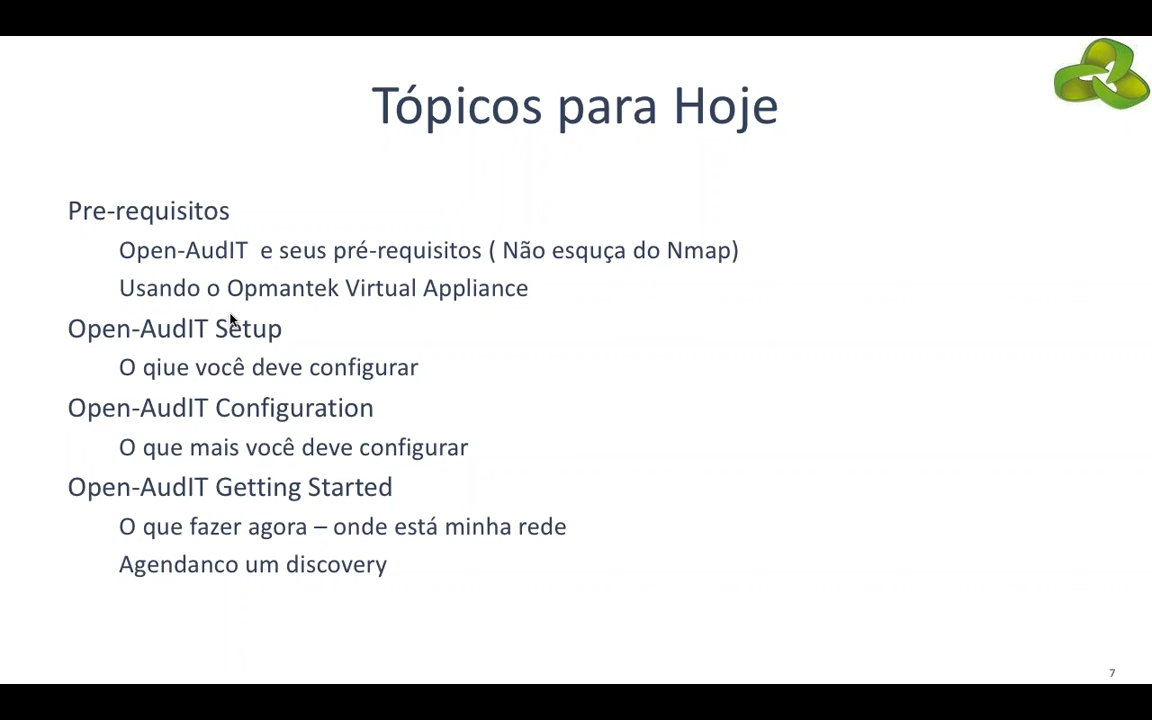 Tópicos para Hoje
Pre-requisitos
Open-AudIT e seus pré-requisitos ( Não esquça do Nmap)
Usando o Opmantek Virtual Appliance
Open-AudIT Setup
O qiue você deve configurar
Open-AudIT Configuration
O que mais você deve configurar
Open-AudIT Getting Started
O que fazer agora – onde está minha rede
Agendanco um discovery
7